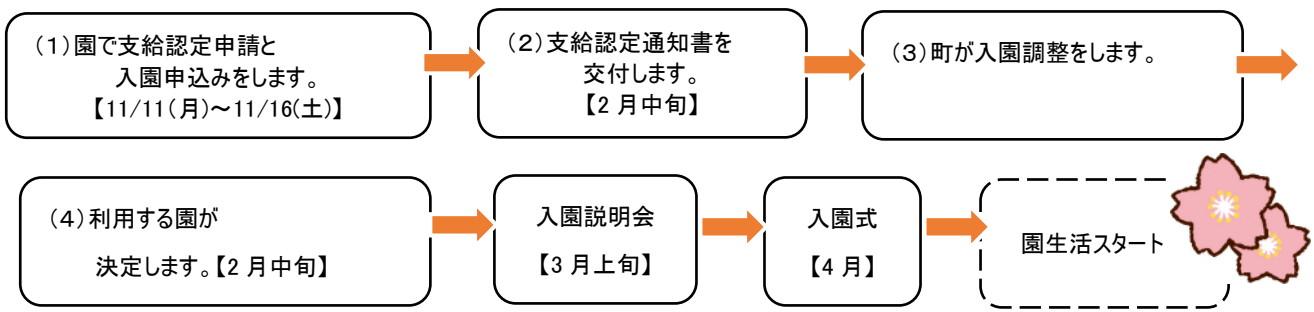 （１）園で支給認定申請と
入園申込みをします。
【11/11（月）～11/16(土)】
（２）支給認定通知書を
交付します。
【２月中旬】
（３）町が入園調整をします。
（４）利用する園が
決定します。【２月中旬】
入園説明会
【３月上旬】
入園式
【４月】
園生活スタート